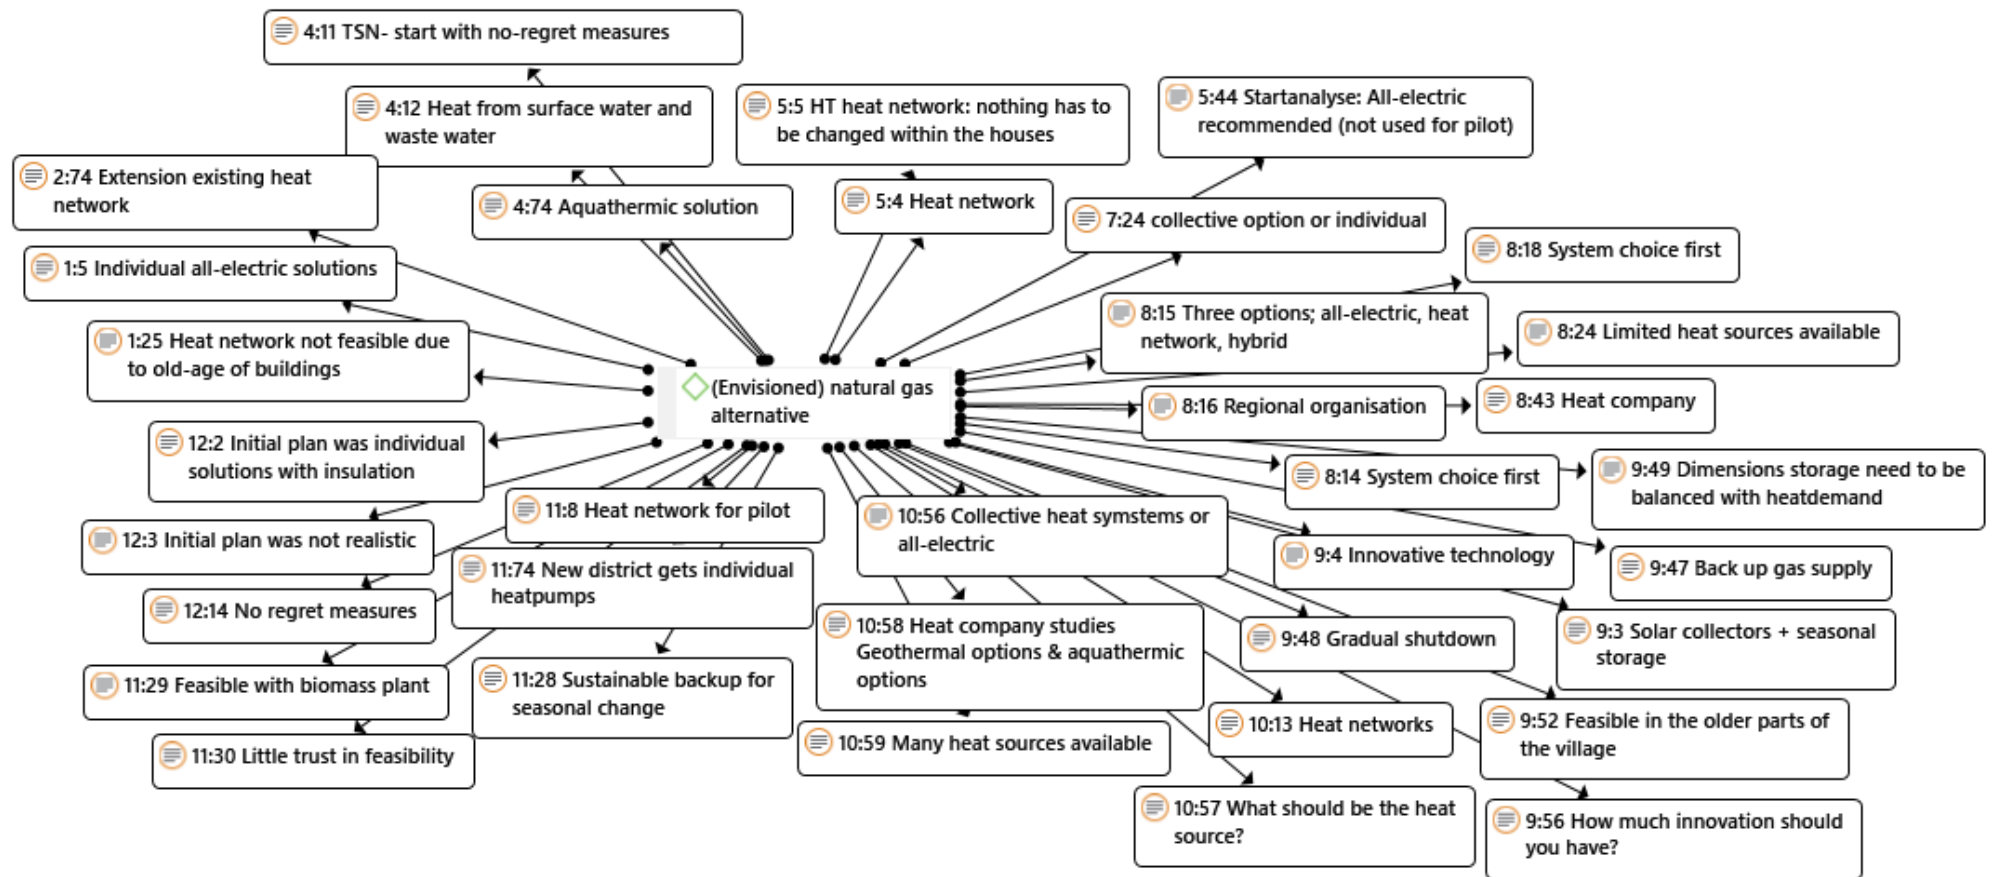 4:11 TSN- start with no-regret measures
4:12 Heat from surface water and
waste water
5:5 HT heat network: nothing has to
be changed within the houses
5:44 Startanalyse: All-electric
recommended (not used for pilot)
2:74 Extension existing heat
network
4:74 Aquathermic solution
5:4 Heat network
7:24 collective option or individual
8:18 System choice first
1:5 Individual all-electric solutions
8:15 Three options; all-electric, heat
network, hybrid
8:24 Limited heat sources available
1:25 Heat network not feasible due
to old-age of buildings
(Envisioned) natural gas
alternative
8:16 Regional organisation
8:43 Heat company
12:2 Initial plan was individual
solutions with insulation
8:14 System choice first
9:49 Dimensions storage need to be
balanced with heatdemand
11:8 Heat network for pilot
10:56 Collective heat symstems or
all-electric
12:3 Initial plan was not realistic
9:4 Innovative technology
9:47 Back up gas supply
11:74 New district gets individual
heatpumps
12:14 No regret measures
10:58 Heat company studies
Geothermal options & aquathermic
options
9:48 Gradual shutdown
9:3 Solar collectors + seasonal
storage
11:29 Feasible with biomass plant
11:28 Sustainable backup for
seasonal change
10:13 Heat networks
9:52 Feasible in the older parts of
the village
11:30 Little trust in feasibility
10:59 Many heat sources available
10:57 What should be the heat
source?
9:56 How much innovation should
you have?